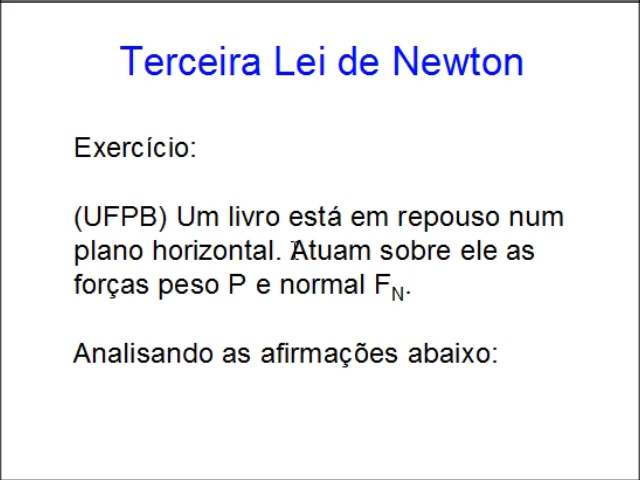 Terceira Lei de Newton
Exercício:
(UFPB) Um livro está em repouso num
plano horizontal. Atuam sobre ele as
forças peso P e normal FN.
Analisando as afirmações abaixo: